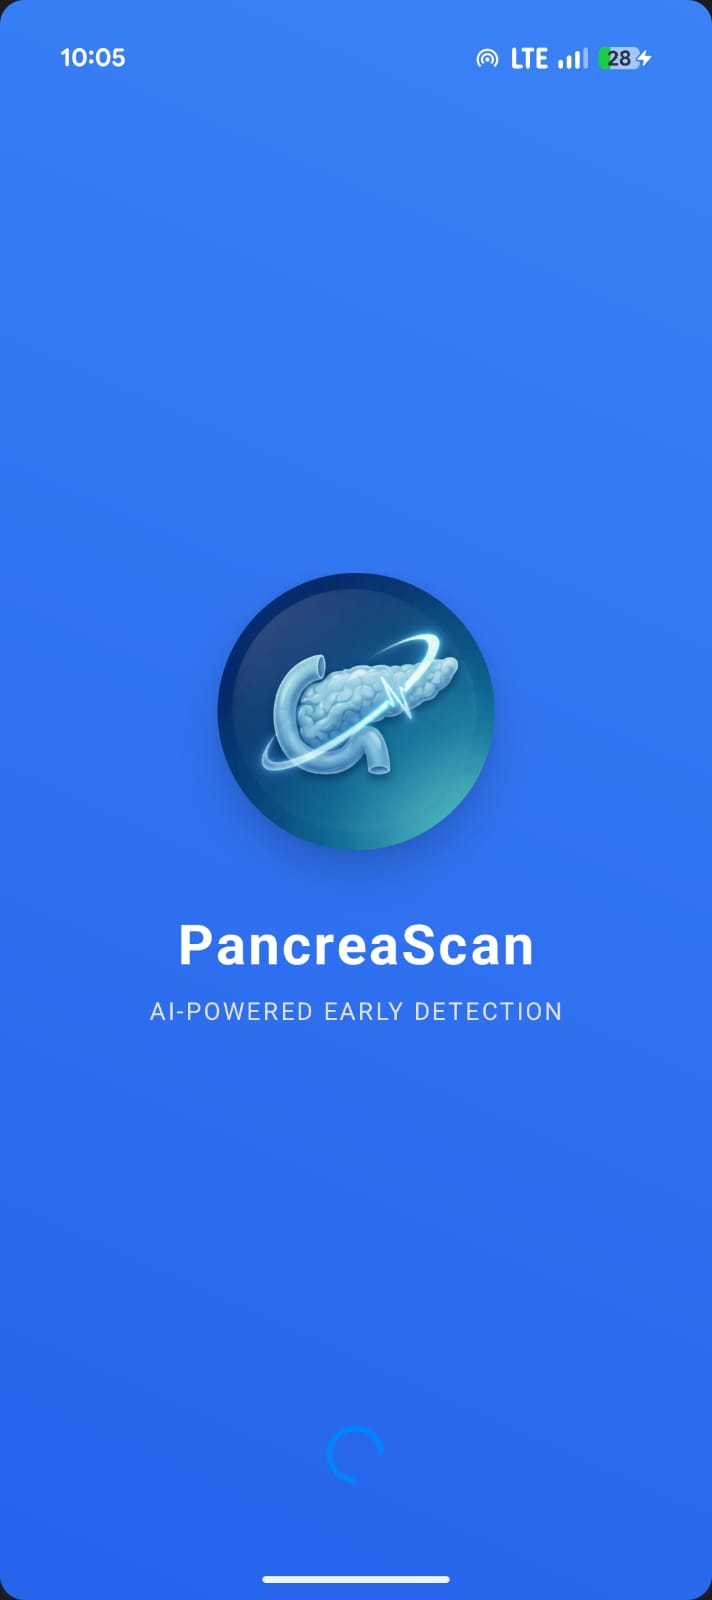 10:05 LTE 28
PancreaScan
AI-POWERED EARLY DETECTION